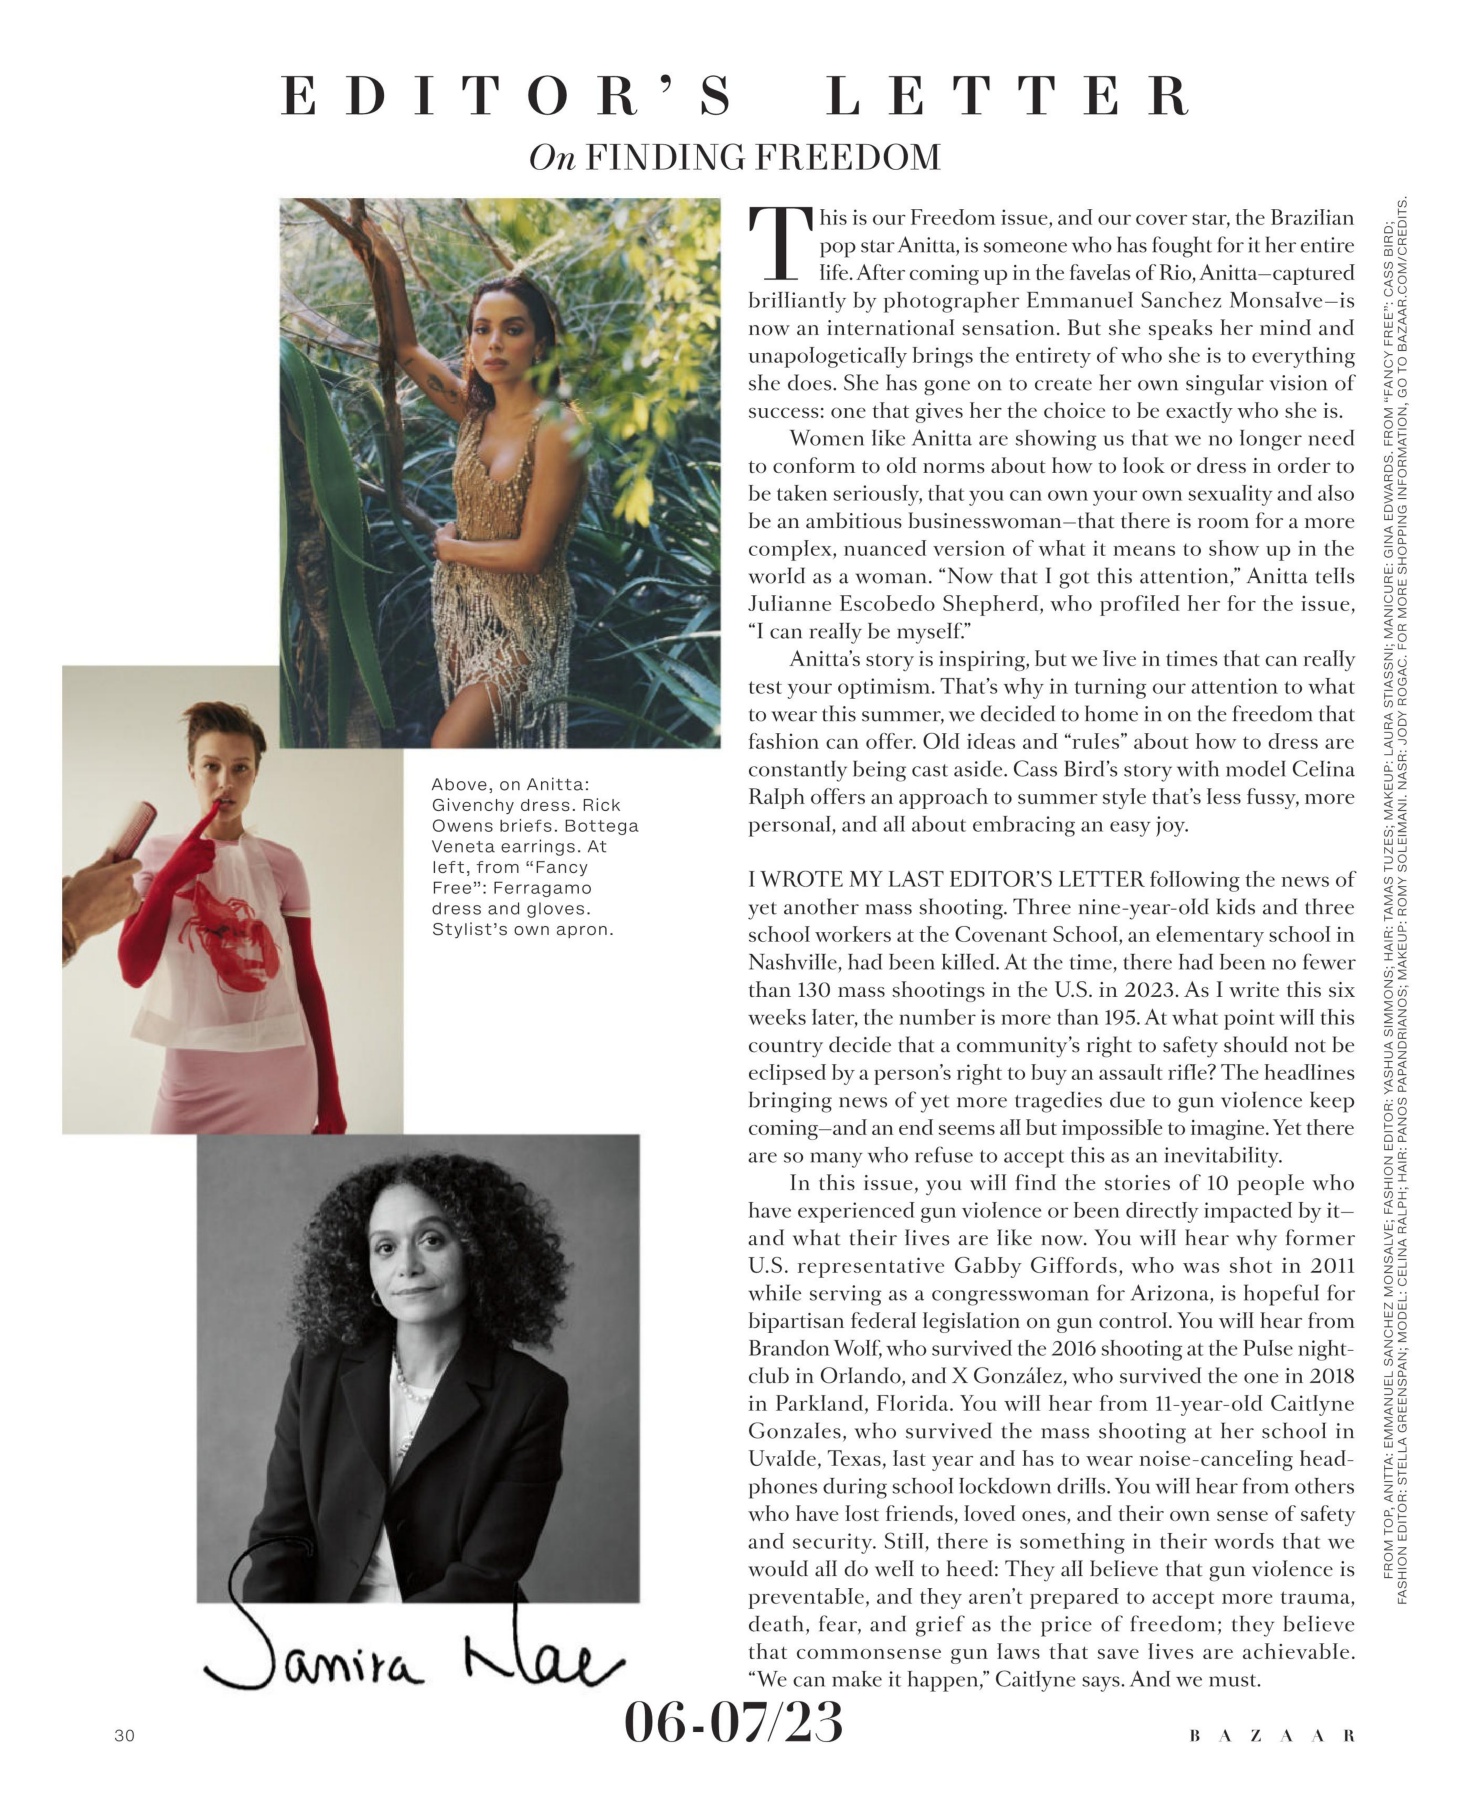 EDITOR’S LETTER
On FINDING FREEDOM
This is our Freedom issue, and our cover star, the Brazilian
pop star Anitta, is someone who has fought for it her entire
life. After coming up in the favelas of Rio, Anitta—captured
brilliantly by photographer Emmanuel Sanchez Monsalve—is
now an international sensation. But she speaks her mind and
unapologetically brings the entirety of who she is to everything
she does. She has gone on to create her own singular vision of
success: one that gives her the choice to be exactly who she is.
Women like Anitta are showing us that we no longer need
to conform to old norms about how to look or dress in order to
be taken seriously, that you can own your own sexuality and also
be an ambitious businesswoman—that there is room for a more
complex, nuanced version of what it means to show up in the
world as a woman. “Now that I got this attention,” Anitta tells
Julianne Escobedo Shepherd, who profiled her for the issue,
“I can really be myself.”
Anitta’s story is inspiring, but we live in times that can really
test your optimism. That’s why in turning our attention to what
to wear this summer, we decided to home in on the freedom that
fashion can offer. Old ideas and “rules” about how to dress are
constantly being cast aside. Cass Bird’s story with model Celina
Ralph offers an approach to summer style that’s less fussy, more
personal, and all about embracing an easy joy.
I WROTE MY LAST EDITOR’S LETTER following the news of
yet another mass shooting. Three nine-year-old kids and three
school workers at the Covenant School, an elementary school in
Nashville, had been killed. At the time, there had been no fewer
than 130 mass shootings in the U.S. in 2023. As I write this six
weeks later, the number is more than 195. At what point will this
country decide that a community’s right to safety should not be
eclipsed by a person’s right to buy an assault rifle? The headlines
bringing news of yet more tragedies due to gun violence keep
coming—and an end seems all but impossible to imagine. Yet there
are so many who refuse to accept this as an inevitability.
In this issue, you will find the stories of 10 people who
have experienced gun violence or been directly impacted by it—
and what their lives are like now. You will hear why former
U.S. representative Gabby Giffords, who was shot in 2011
while serving as a congresswoman for Arizona, is hopeful for
bipartisan federal legislation on gun control. You will hear from
Brandon Wolf, who survived the 2016 shooting at the Pulse night-
club in Orlando, and X González, who survived the one in 2018
in Parkland, Florida. You will hear from 11-year-old Caitlyne
Gonzales, who survived the mass shooting at her school in
Uvalde, Texas, last year and has to wear noise-canceling head-
phones during school lockdown drills. You will hear from others
who have lost friends, loved ones, and their own sense of safety
and security. Still, there is something in their words that we
would all do well to heed: They all believe that gun violence is
preventable, and they aren’t prepared to accept more trauma,
death, fear, and grief as the price of freedom; they believe
that commonsense gun laws that save lives are achievable.
“We can make it happen,” Caitlyne says. And we must.
Above, on Anitta:
Givenchy dress. Rick
Owens briefs. Bottega
Veneta earrings. At
left, from “Fancy
Free”: Ferragamo
dress and gloves.
Stylist’s own apron.
Samira Nasr
FROM TOP, ANITTA: EMMANUEL SANCHEZ MONSALVE; FASHION EDITOR: YASHUA SIMMONS; HAIR: TAMAS TUZES; MAKEUP: LAURA STIASSNI; MANICURE: GINA EDWARDS. FROM “FANCY FREE”: CASS BIRD;
FASHION EDITOR: STELLA GREENSPAN; MODEL: CELINA RALPH; HAIR: PANOS PAPANDRIANOS; MAKEUP: ROMY SOLEIMANI. NASR: JODY ROGAC. FOR MORE SHOPPING INFORMATION, GO TO BAZAAR.COM/CREDITS.
30
06-07/23
BAZAAR